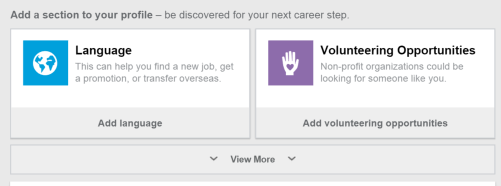 Add a section to your profile – be discovered for your next career step.
Language
This can help you find a new job, get
a promotion, or transfer overseas.
Add language
Volunteering Opportunities
Non-profit organizations could be
looking for someone like you.
Add volunteering opportunities
View More